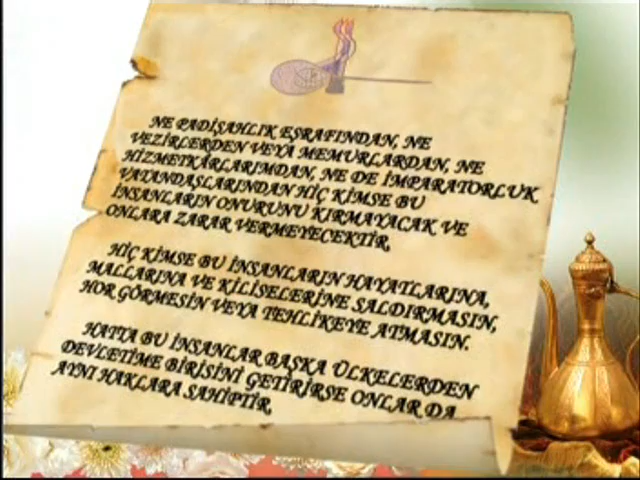 NE PADİŞAHLIK EŞRAFINDAN, NE
VEZİRLERDEN VEYA MEMURLARDAN, NE
HİZMETKÂRLARIMDAN, NE DE İMPARATORLUK
VATANDAŞLARINDAN HİÇ KİMSE BU
İNSANLARIN ONURUNU KIRMAYACAK VE
ONLARA ZARAR VERMEYECEKTİR.
HİÇ KİMSE BU İNSANLARIN HAYATLARINA,
MALLARINA VE KİLİSELERİNE SALDIRMASIN,
HOR GÖRMESİN VEYA TEHLİKEYE ATMASIN.
HATTA BU İNSANLAR BAŞKA ÜLKELERDEN
DEVLETİME BİRİSİNİ GETİRİRSE ONLAR DA
AYNI HAKLARA SAHİPTİR.